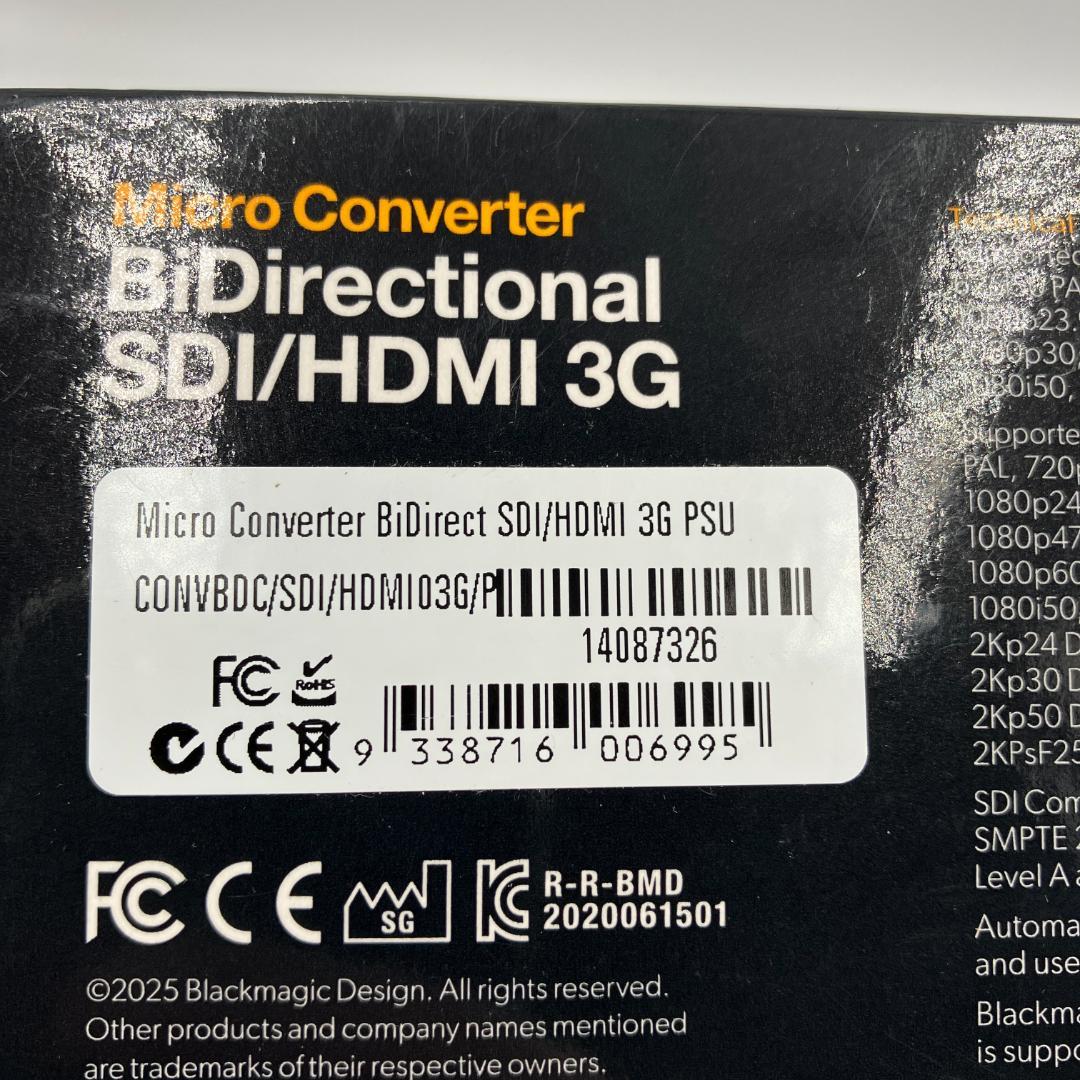 Micro Converter
BiDirectional
SDI/HDMI 3G
Micro Converter BiDirect SDI/HDMI 3G PSU
CONVBDC/SDI/HDMI03G/P
14087326
FC RoHS
CE 9 338716 006995
FC CE SG KC R-R-BMD
2020061501
©2025 Blackmagic Design. All rights reserved.
Other products and company names mentioned
are trademarks of their respective owners.
Technical
PAL, 720p
1080p24
1080p47
1080p60
1080i50,
2Kp24 D
2Kp30 D
2Kp50 D
2KPsF25
SDI Com
SMPTE 2
Level A a
Automa
and use
Blackma
is suppo